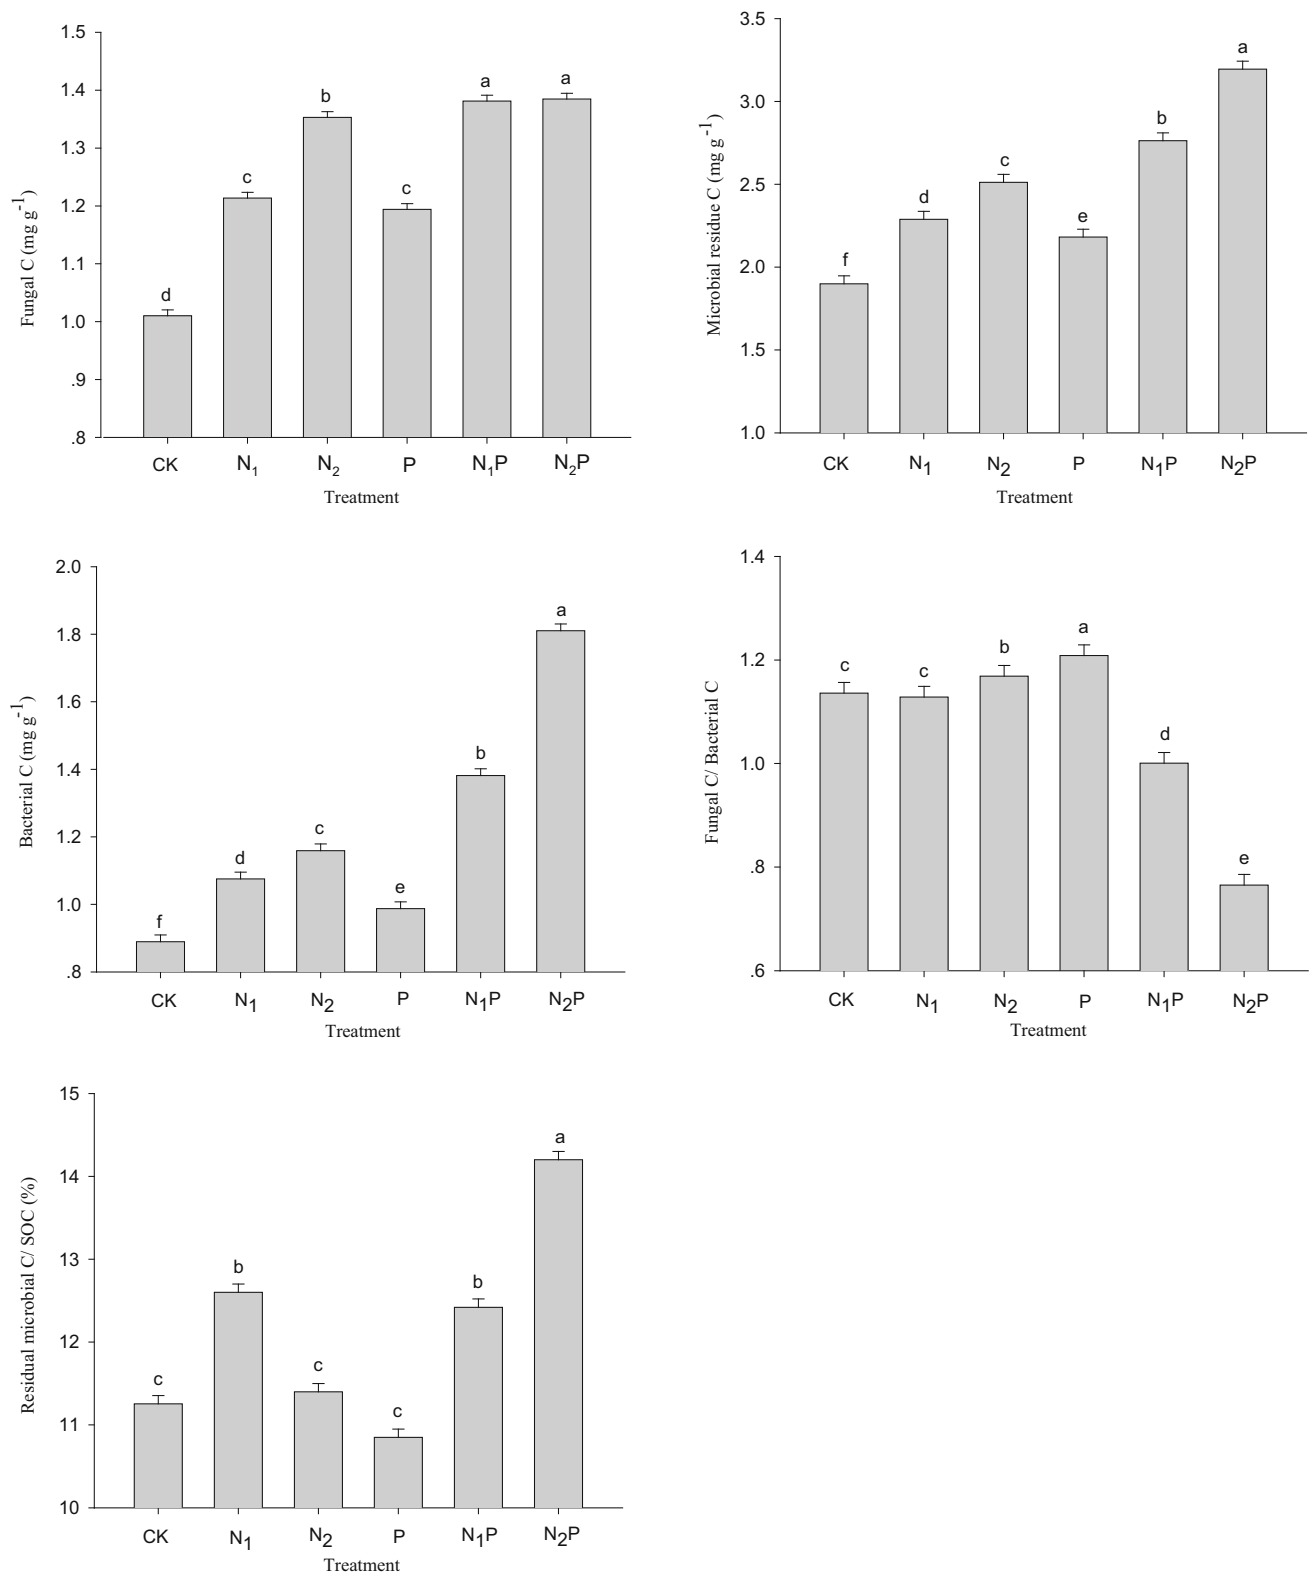 Fungal C (mg g-1)
1.5
1.4
1.3
1.2
1.1
1.0
.9
.8
d
c
b
c
a
a
CK N1 N2 P N1P N2P
Treatment
Microbial residue C (mg g-1)
3.5
3.0
2.5
2.0
1.5
1.0
f
d
c
e
b
a
CK N1 N2 P N1P N2P
Treatment
Bacterial C (mg g-1)
2.0
1.8
1.6
1.4
1.2
1.0
.8
f
d
c
e
b
a
CK N1 N2 P N1P N2P
Treatment
Fungal C/ Bacterial C
1.4
1.2
1.0
.8
.6
c
c
b
a
d
e
CK N1 N2 P N1P N2P
Treatment
Residual microbial C/ SOC (%)
15
14
13
12
11
10
c
b
c
c
b
a
CK N1 N2 P N1P N2P
Treatment